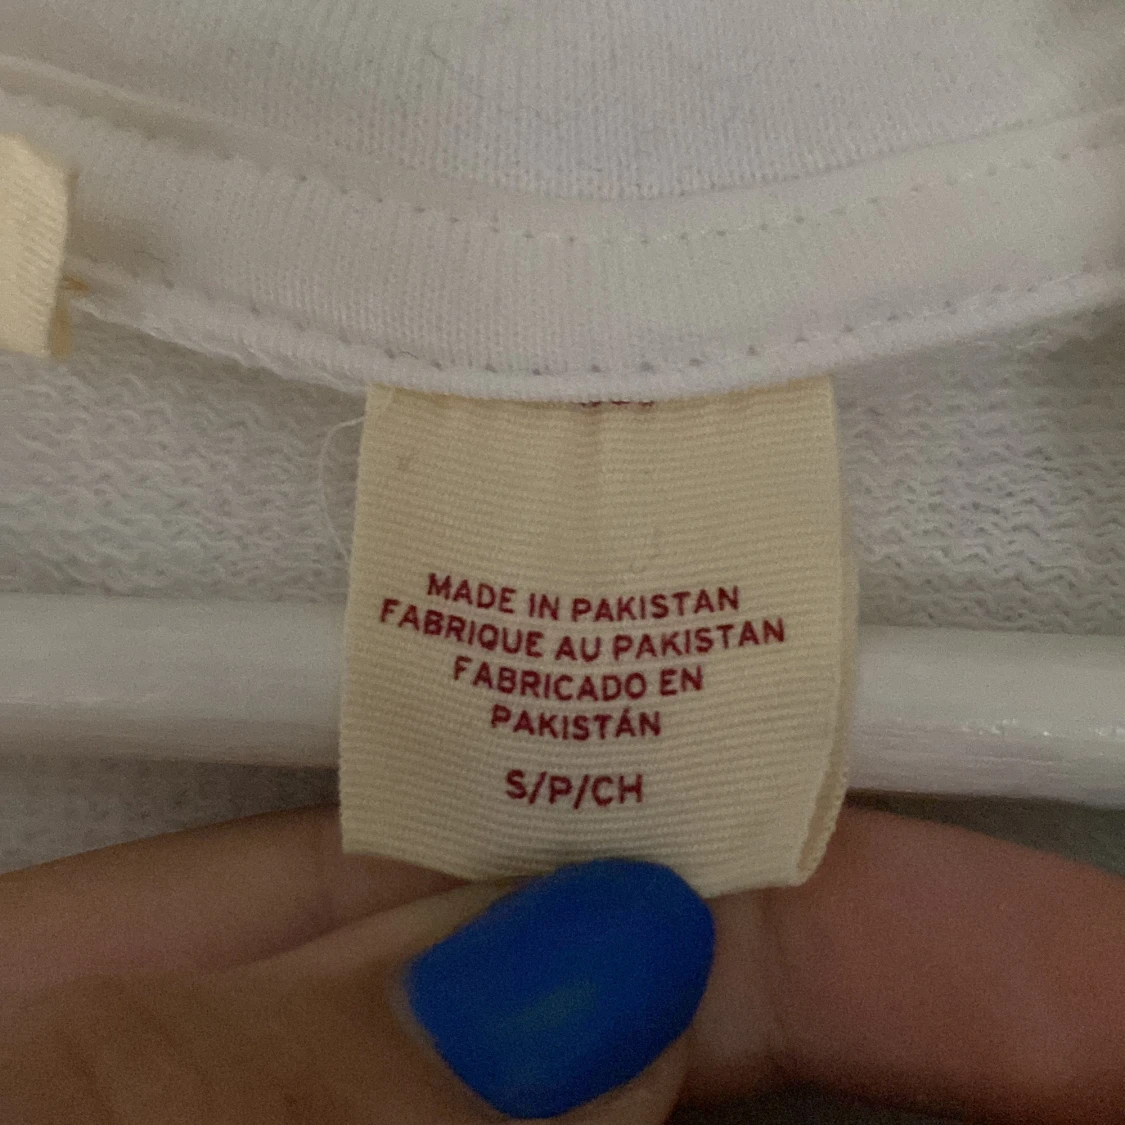 MADE IN PAKISTAN
FABRIQUE AU PAKISTAN
FABRICADO EN
PAKISTÁN
S/P/CH